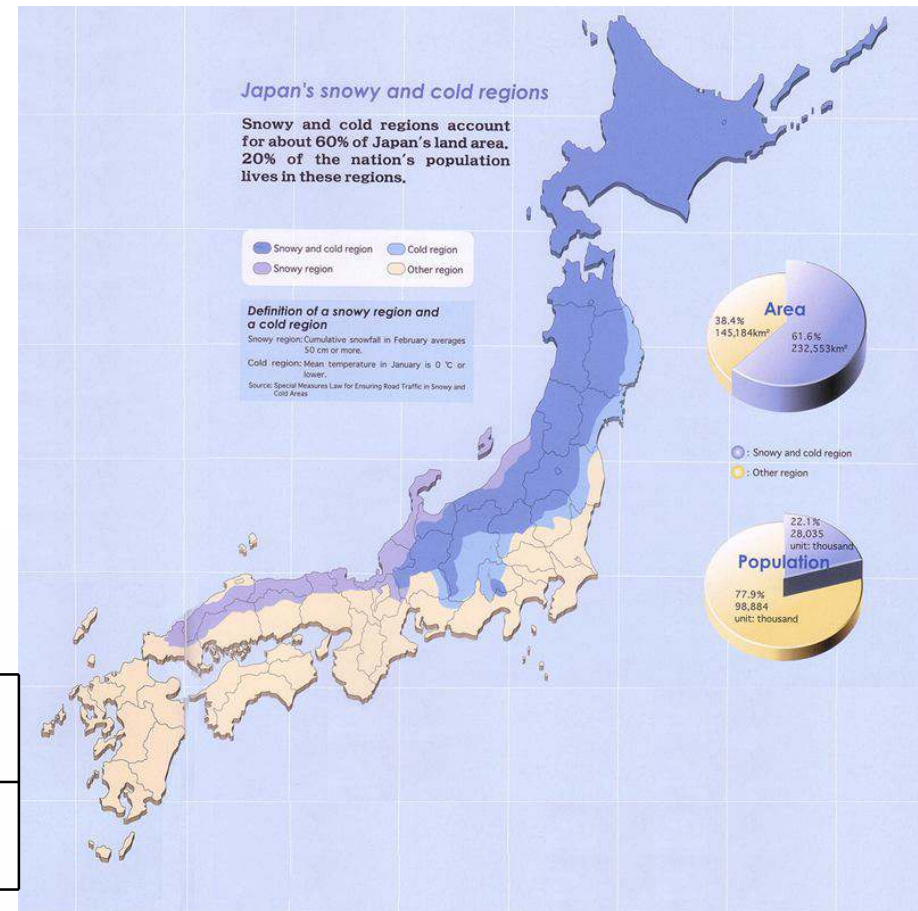 Japan's snowy and cold regions
Snowy and cold regions account
for about 60% of Japan's land area.
20% of the nation's population
lives in these regions.
Snowy and cold region
Cold region
Snowy region
Other region
Definition of a snowy region and
a cold region
Snowy region: Cumulative snowfall in February averages
50 cm or more.
Cold region: Mean temperature in January is 0 ℃ or
lower.
Source: Special Measures Law for Ensuring Road Traffic in Snowy and
Cold Areas
Area
38.4%
145,184km²
61.6%
232,553km²
: Snowy and cold region
: Other region
22.1%
28,035
unit: thousand
Population
77.9%
98,884
unit: thousand